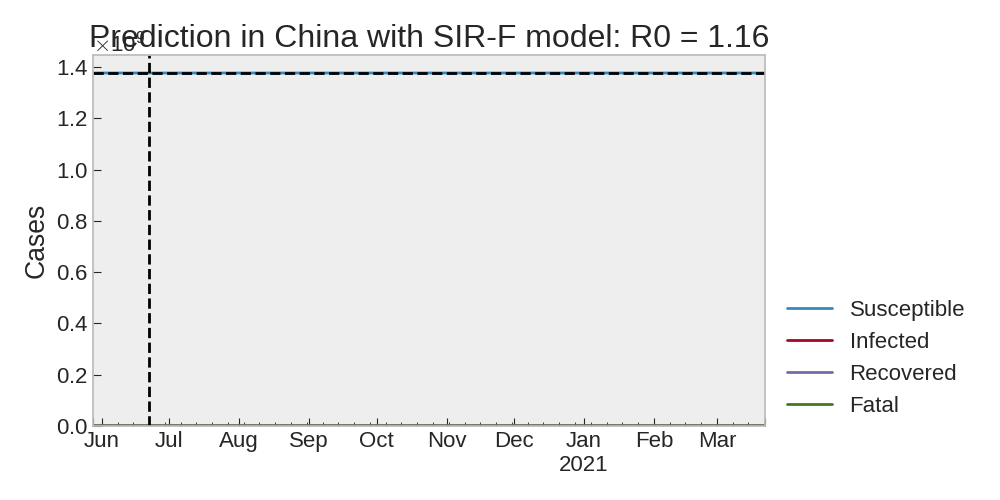 Prediction in China with SIR-F model: R0 = 1.16
×10⁹
1.4
1.2
1.0
0.8
0.6
0.4
0.2
0.0
Cases
Jun Jul Aug Sep Oct Nov Dec Jan Feb Mar
2021
Susceptible
Infected
Recovered
Fatal